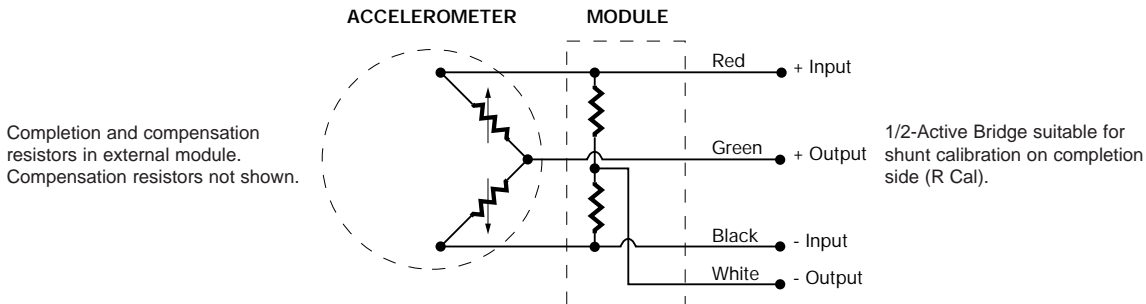 ACCELEROMETER
MODULE
Completion and compensation
resistors in external module.
Compensation resistors not shown.
Red
+ Input
Green
+ Output
Black
- Input
White
- Output
1/2-Active Bridge suitable for
shunt calibration on completion
side (R Cal).